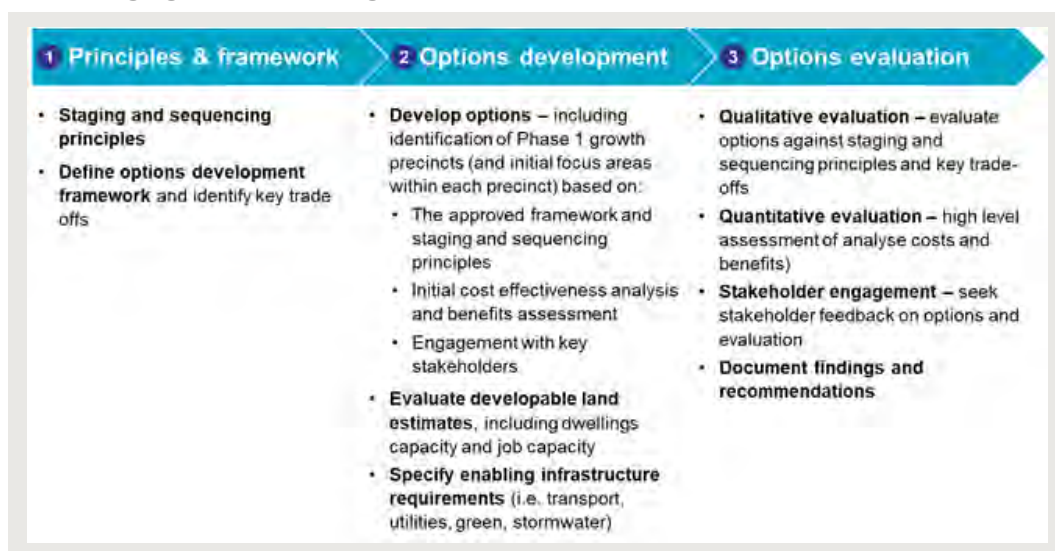 1 Principles & framework
• Staging and sequencing
principles
• Define options development
framework and identify key trade
offs
2 Options development
• Develop options – including
identification of Phase 1 growth
precincts (and initial focus areas
within each precinct) based on:
• The approved framework and
staging and sequencing
principles
• Initial cost effectiveness analysis
and benefits assessment
• Engagement with key
stakeholders
• Evaluate developable land
estimates, including dwellings
capacity and job capacity
• Specify enabling infrastructure
requirements (i.e. transport,
utilities, green, stormwater)
3 Options evaluation
• Qualitative evaluation – evaluate
options against staging and
sequencing principles and key trade-
offs
• Quantitative evaluation – high level
assessment of analyse costs and
benefits)
• Stakeholder engagement – seek
stakeholder feedback on options and
evaluation
• Document findings and
recommendations